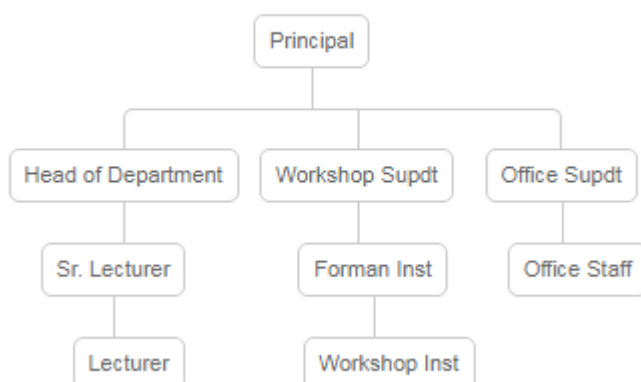 Principal
Head of Department
Workshop Supdt
Office Supdt
Sr. Lecturer
Forman Inst
Office Staff
Lecturer
Workshop Inst